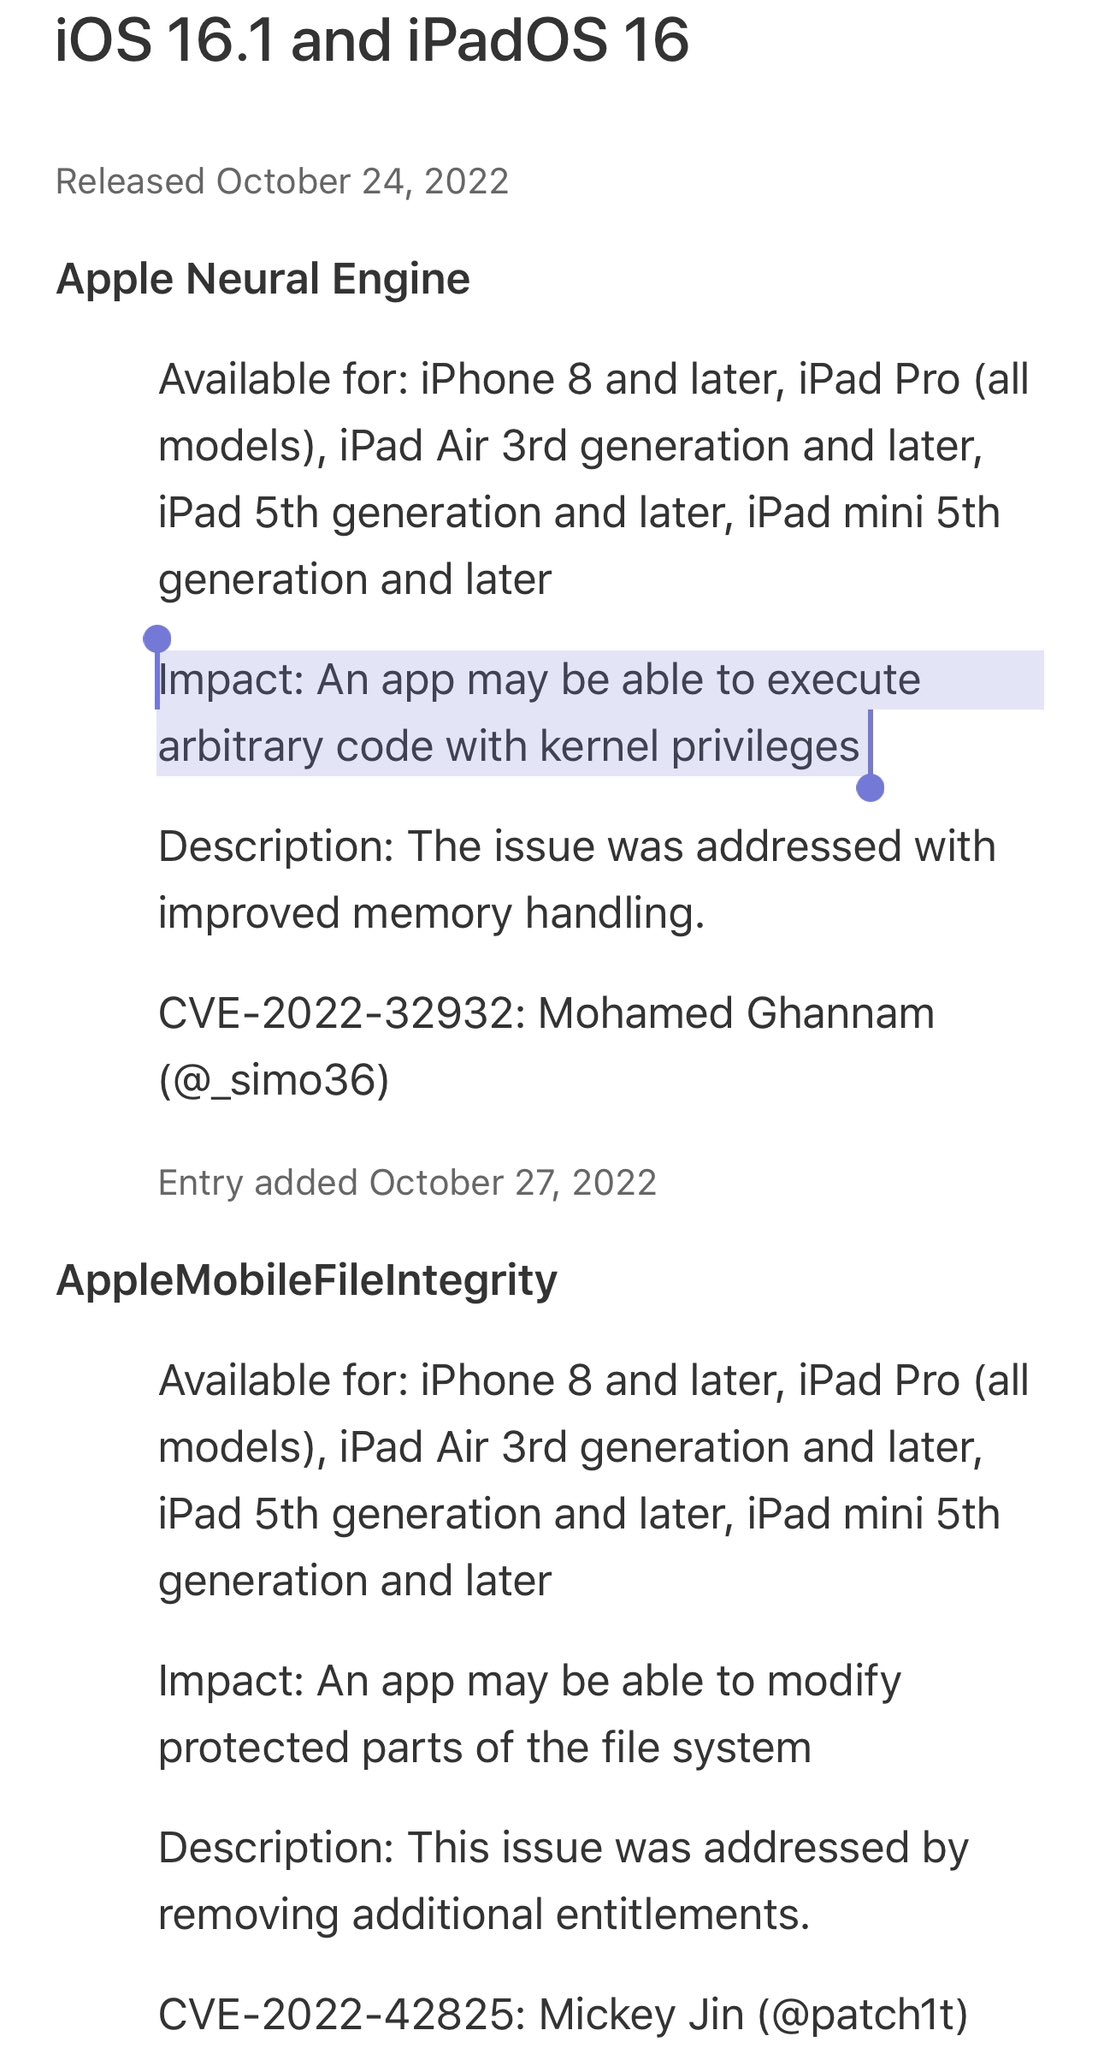 iOS 16.1 and iPadOS 16
Released October 24, 2022
Apple Neural Engine
Available for: iPhone 8 and later, iPad Pro (all
models), iPad Air 3rd generation and later,
iPad 5th generation and later, iPad mini 5th
generation and later
Impact: An app may be able to execute
arbitrary code with kernel privileges
Description: The issue was addressed with
improved memory handling.
CVE-2022-32932: Mohamed Ghannam
(@_simo36)
Entry added October 27, 2022
AppleMobileFileIntegrity
Available for: iPhone 8 and later, iPad Pro (all
models), iPad Air 3rd generation and later,
iPad 5th generation and later, iPad mini 5th
generation and later
Impact: An app may be able to modify
protected parts of the file system
Description: This issue was addressed by
removing additional entitlements.
CVE-2022-42825: Mickey Jin (@patch1t)